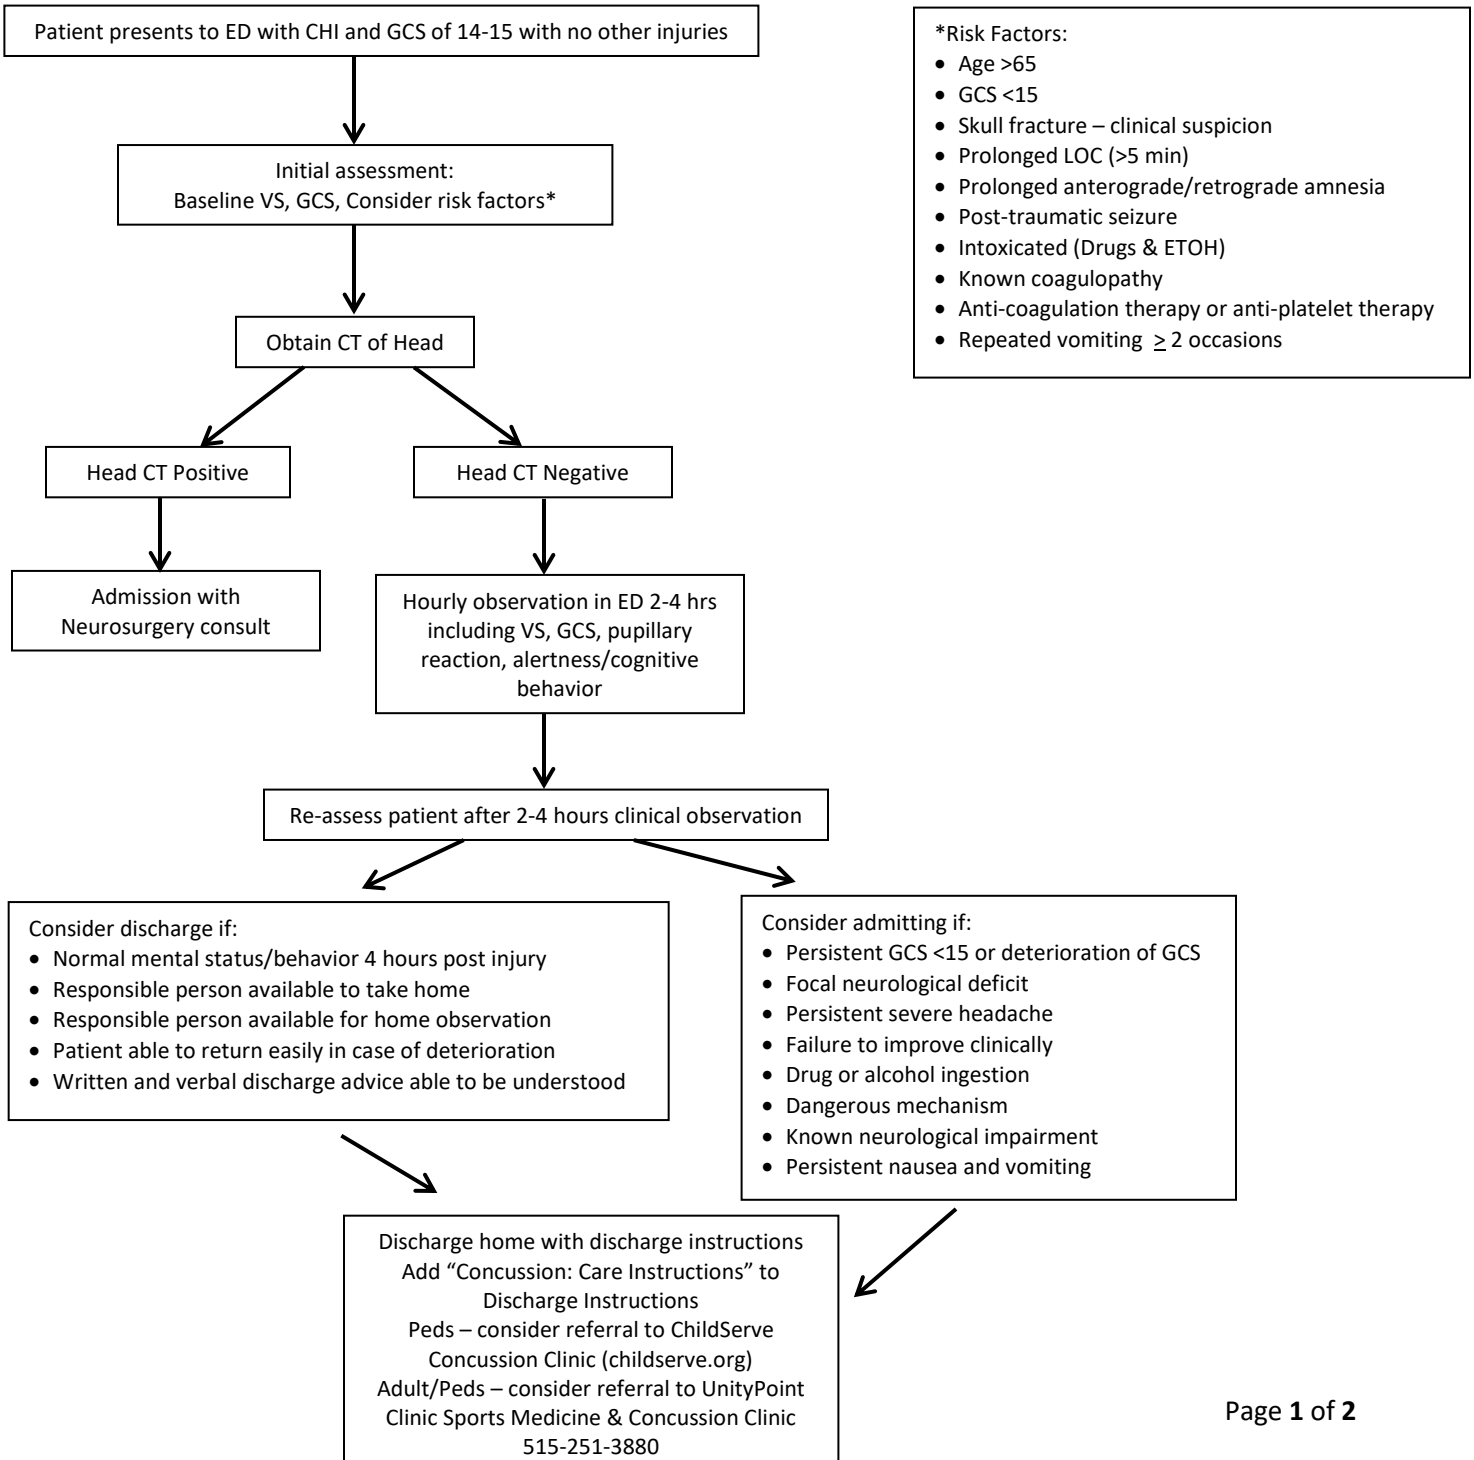 Patient presents to ED with CHI and GCS of 14-15 with no other injuries
*Risk Factors:
• Age >65
• GCS <15
• Skull fracture – clinical suspicion
• Prolonged LOC (>5 min)
• Prolonged anterograde/retrograde amnesia
• Post-traumatic seizure
• Intoxicated (Drugs & ETOH)
• Known coagulopathy
• Anti-coagulation therapy or anti-platelet therapy
• Repeated vomiting ≥ 2 occasions
Initial assessment:
Baseline VS, GCS, Consider risk factors*
Obtain CT of Head
Head CT Positive
Head CT Negative
Admission with
Neurosurgery consult
Hourly observation in ED 2-4 hrs
including VS, GCS, pupillary
reaction, alertness/cognitive
behavior
Re-assess patient after 2-4 hours clinical observation
Consider discharge if:
• Normal mental status/behavior 4 hours post injury
• Responsible person available to take home
• Responsible person available for home observation
• Patient able to return easily in case of deterioration
• Written and verbal discharge advice able to be understood
Consider admitting if:
• Persistent GCS <15 or deterioration of GCS
• Focal neurological deficit
• Persistent severe headache
• Failure to improve clinically
• Drug or alcohol ingestion
• Dangerous mechanism
• Known neurological impairment
• Persistent nausea and vomiting
Discharge home with discharge instructions
Add “Concussion: Care Instructions” to
Discharge Instructions
Peds – consider referral to ChildServe
Concussion Clinic (childserve.org)
Adult/Peds – consider referral to UnityPoint
Clinic Sports Medicine & Concussion Clinic
515-251-3880
Page 1 of 2